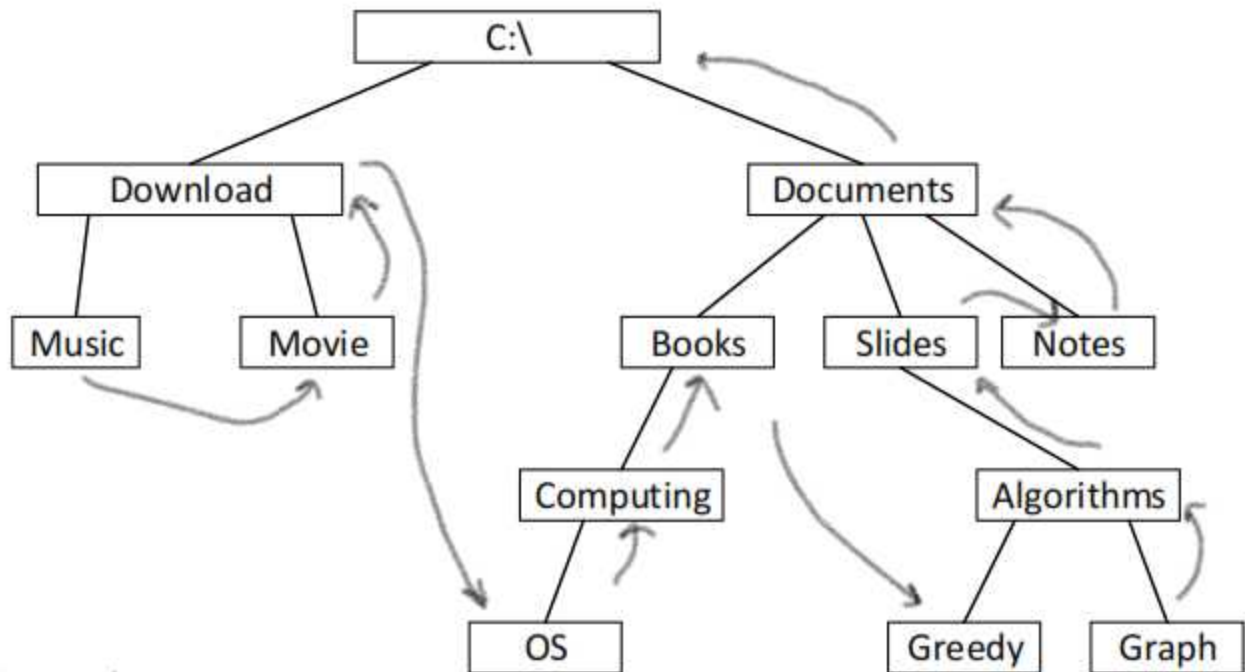 C:\
Download Documents
Music Movie Books Slides Notes
Computing Algorithms
OS Greedy Graph